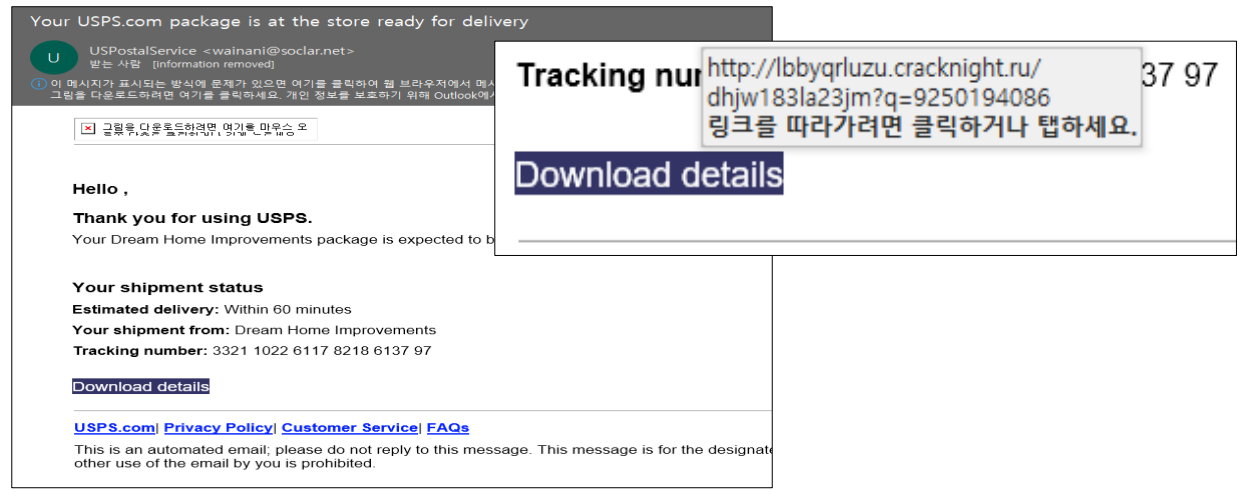 Your USPS.com package is at the store ready for delivery
U
USPostalService <wainani@soclar.net>
받는 사람 [information removed]
이 메시지가 표시되는 방식에 문제가 있으면 여기를 클릭하여 웹 브라우저에서 메시
그림을 다운로드하려면 여기를 클릭하세요. 개인 정보를 보호하기 위해 Outlook에서
그림을 다운로드하려면 여기를 마우스 오
Hello ,
Thank you for using USPS.
Your Dream Home Improvements package is expected to b
Your shipment status
Estimated delivery: Within 60 minutes
Your shipment from: Dream Home Improvements
Tracking number: 3321 1022 6117 8218 6137 97
Download details
USPS.com| Privacy Policy| Customer Service| FAQs
This is an automated email; please do not reply to this message. This message is for the designate
other use of the email by you is prohibited.
Tracking nur
37 97
http://lbbyqrluzu.cracknight.ru/
dhjw183la23jm?q=9250194086
링크를 따라가려면 클릭하거나 탭하세요.
Download details